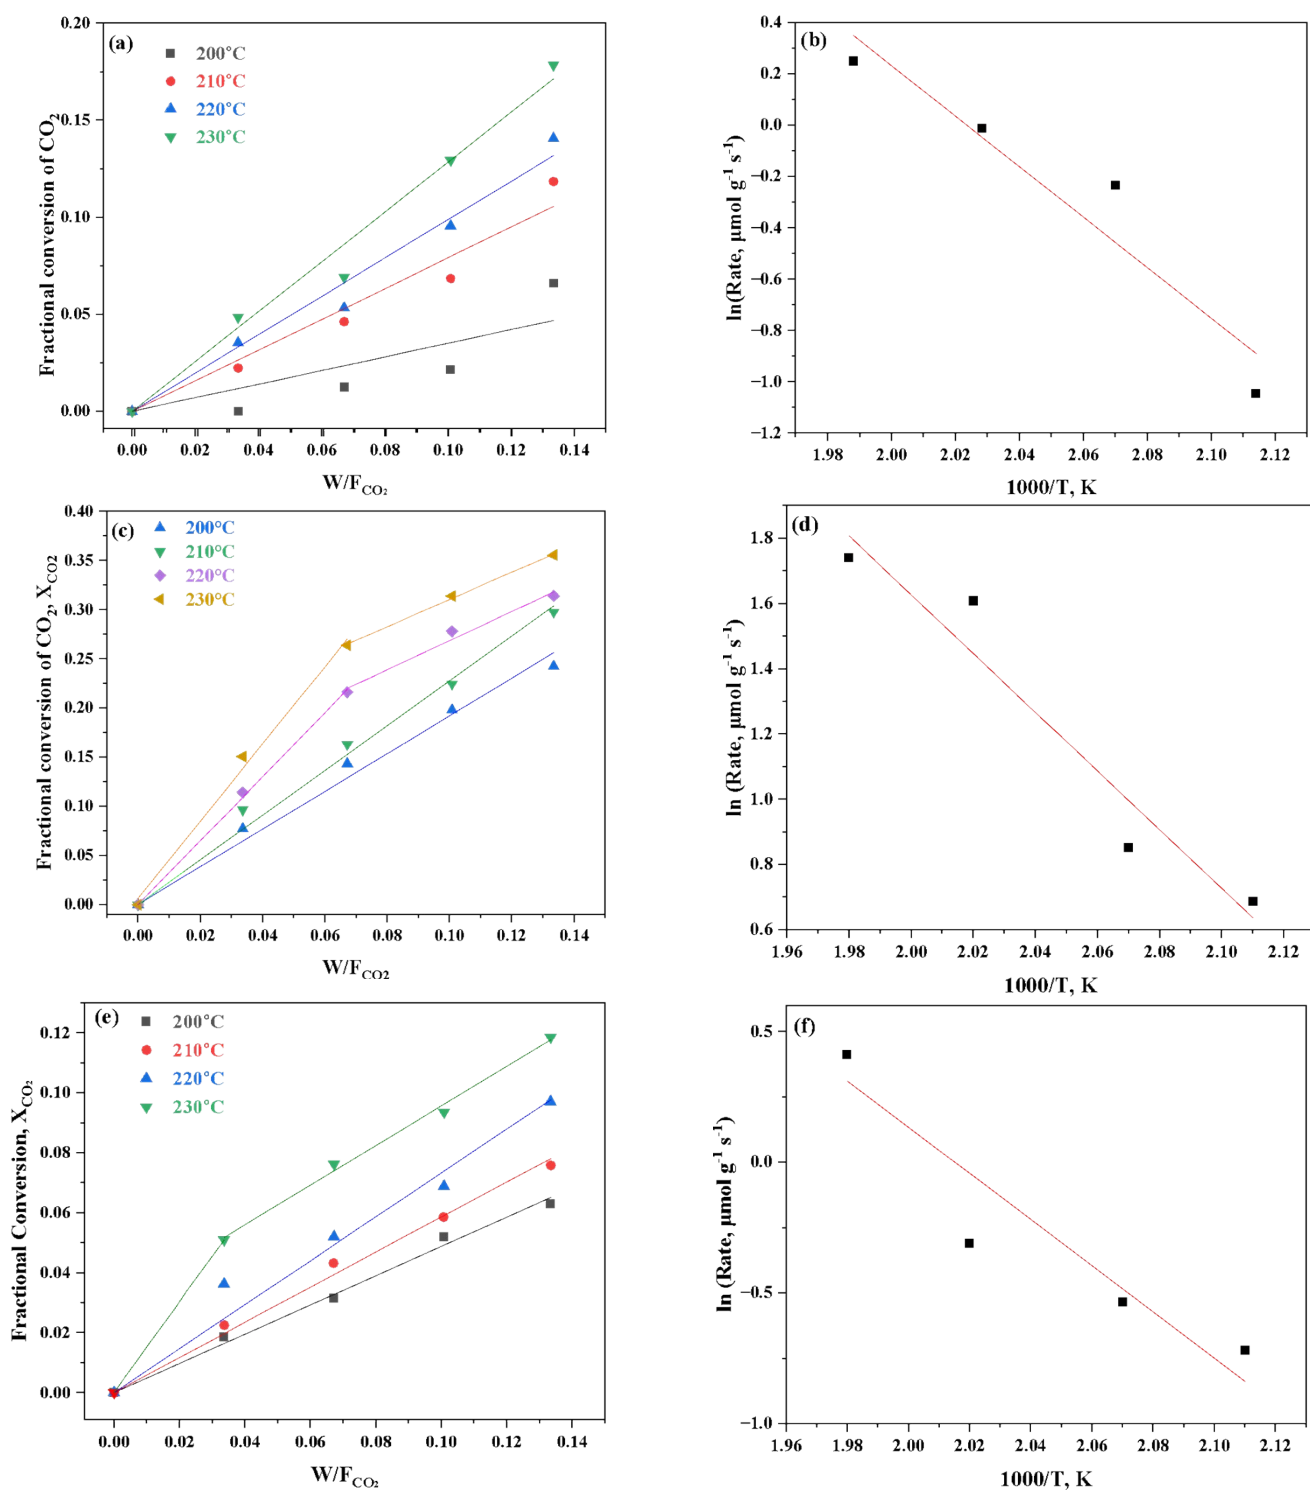 (a)
200°C
210°C
220°C
230°C
0.20
0.15
0.10
0.05
0.00
Fractional conversion of CO2
0.00 0.02 0.04 0.06 0.08 0.10 0.12 0.14
W/FCO2
(b)
0.4
0.2
0.0
−0.2
−0.4
−0.6
−0.8
−1.0
−1.2
ln(Rate, μmol g-1 s-1)
1.98 2.00 2.02 2.04 2.06 2.08 2.10 2.12
1000/T, K
(c)
200°C
210°C
220°C
230°C
0.40
0.35
0.30
0.25
0.20
0.15
0.10
0.05
0.00
Fractional conversion of CO2, XCO2
0.00 0.02 0.04 0.06 0.08 0.10 0.12 0.14
W/FCO2
(d)
1.8
1.6
1.4
1.2
1.0
0.8
0.6
ln (Rate, μmol g-1 s-1)
1.96 1.98 2.00 2.02 2.04 2.06 2.08 2.10 2.12
1000/T, K
(e)
200°C
210°C
220°C
230°C
0.12
0.10
0.08
0.06
0.04
0.02
0.00
Fractional Conversion, XCO2
0.00 0.02 0.04 0.06 0.08 0.10 0.12 0.14
W/FCO2
(f)
0.5
0.0
−0.5
−1.0
ln (Rate, μmol g-1 s-1)
1.96 1.98 2.00 2.02 2.04 2.06 2.08 2.10 2.12
1000/T, K